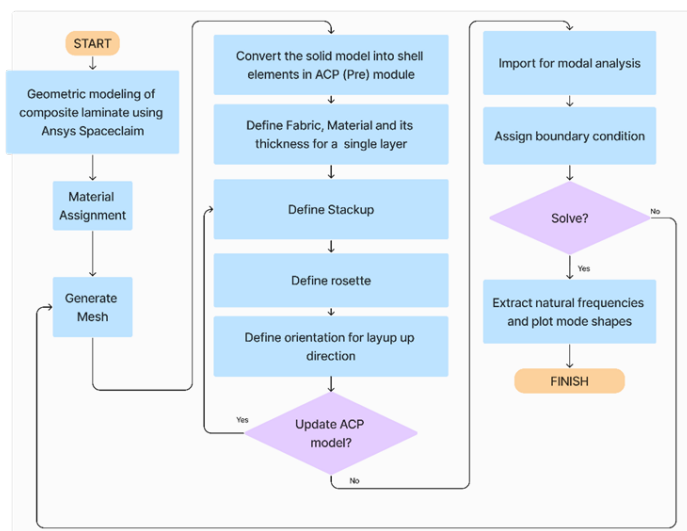 START
Geometric modeling of
composite laminate using
Ansys Spaceclaim
Material
Assignment
Generate
Mesh
Convert the solid model into shell
elements in ACP (Pre) module
Define Fabric, Material and its
thickness for a single layer
Define Stackup
Define rosette
Define orientation for layup up
direction
Update ACP
model?
Yes
No
Import for modal analysis
Assign boundary condition
Solve?
No
Yes
Extract natural frequencies
and plot mode shapes
FINISH